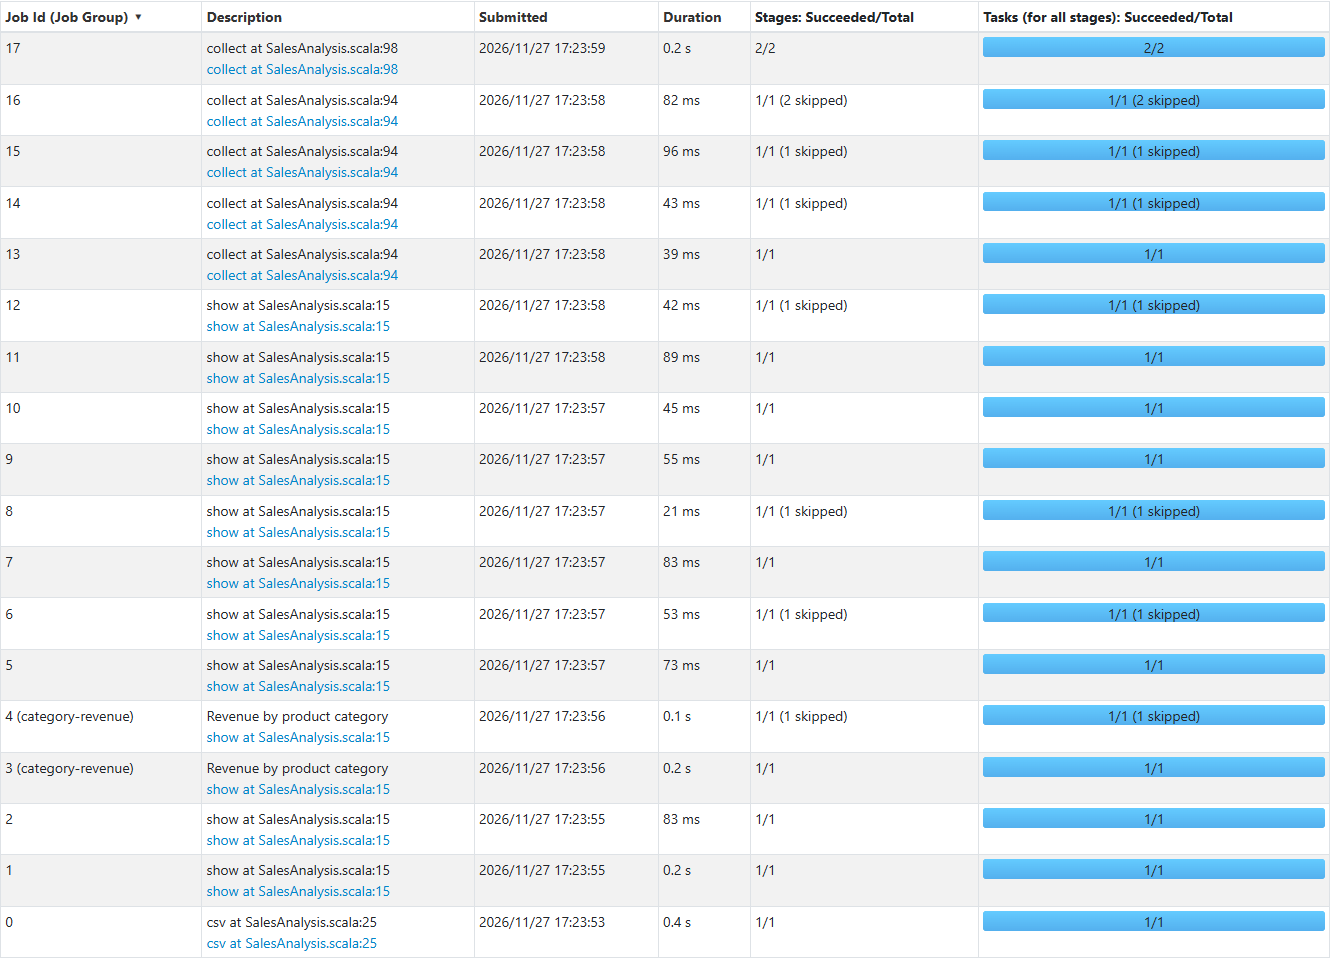 Job Id (Job Group) ▾ Description Submitted Duration Stages: Succeeded/Total Tasks (for all stages): Succeeded/Total
17 collect at SalesAnalysis.scala:98 2026/11/27 17:23:59 0.2 s 2/2 2/2
collect at SalesAnalysis.scala:98
16 collect at SalesAnalysis.scala:94 2026/11/27 17:23:58 82 ms 1/1 (2 skipped) 1/1 (2 skipped)
collect at SalesAnalysis.scala:94
15 collect at SalesAnalysis.scala:94 2026/11/27 17:23:58 96 ms 1/1 (1 skipped) 1/1 (1 skipped)
collect at SalesAnalysis.scala:94
14 collect at SalesAnalysis.scala:94 2026/11/27 17:23:58 43 ms 1/1 (1 skipped) 1/1 (1 skipped)
collect at SalesAnalysis.scala:94
13 collect at SalesAnalysis.scala:94 2026/11/27 17:23:58 39 ms 1/1 1/1
collect at SalesAnalysis.scala:94
12 show at SalesAnalysis.scala:15 2026/11/27 17:23:58 42 ms 1/1 (1 skipped) 1/1 (1 skipped)
show at SalesAnalysis.scala:15
11 show at SalesAnalysis.scala:15 2026/11/27 17:23:58 89 ms 1/1 1/1
show at SalesAnalysis.scala:15
10 show at SalesAnalysis.scala:15 2026/11/27 17:23:57 45 ms 1/1 1/1
show at SalesAnalysis.scala:15
9 show at SalesAnalysis.scala:15 2026/11/27 17:23:57 55 ms 1/1 1/1
show at SalesAnalysis.scala:15
8 show at SalesAnalysis.scala:15 2026/11/27 17:23:57 21 ms 1/1 (1 skipped) 1/1 (1 skipped)
show at SalesAnalysis.scala:15
7 show at SalesAnalysis.scala:15 2026/11/27 17:23:57 83 ms 1/1 1/1
show at SalesAnalysis.scala:15
6 show at SalesAnalysis.scala:15 2026/11/27 17:23:57 53 ms 1/1 (1 skipped) 1/1 (1 skipped)
show at SalesAnalysis.scala:15
5 show at SalesAnalysis.scala:15 2026/11/27 17:23:57 73 ms 1/1 1/1
show at SalesAnalysis.scala:15
4 (category-revenue) Revenue by product category 2026/11/27 17:23:56 0.1 s 1/1 (1 skipped) 1/1 (1 skipped)
show at SalesAnalysis.scala:15
3 (category-revenue) Revenue by product category 2026/11/27 17:23:56 0.2 s 1/1 1/1
show at SalesAnalysis.scala:15
2 show at SalesAnalysis.scala:15 2026/11/27 17:23:55 83 ms 1/1 1/1
show at SalesAnalysis.scala:15
1 show at SalesAnalysis.scala:15 2026/11/27 17:23:55 0.2 s 1/1 1/1
show at SalesAnalysis.scala:15
0 csv at SalesAnalysis.scala:25 2026/11/27 17:23:53 0.4 s 1/1 1/1
csv at SalesAnalysis.scala:25